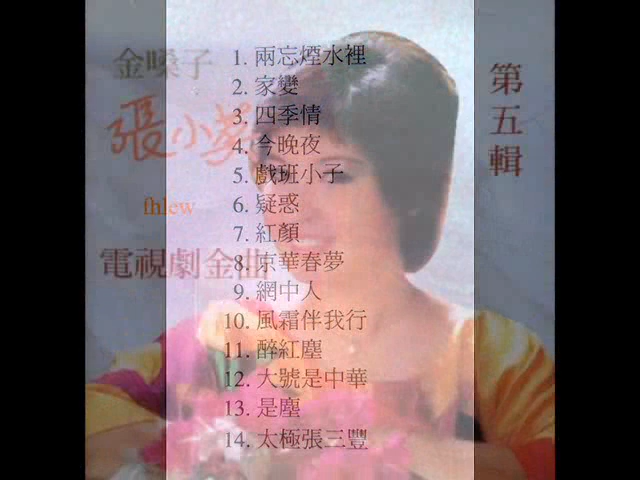 金嗓子
張小英
fhlew
電視劇金曲
第五輯
1. 兩忘煙水裡
2. 家變
3. 四季情
4. 今晚夜
5. 戲班小子
6. 疑惑
7. 紅顏
8. 京華春夢
9. 網中人
10. 風霜伴我行
11. 醉紅塵
12. 大號是中華
13. 是塵
14. 太極張三豐